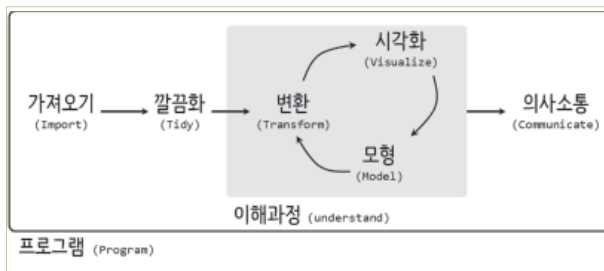 가져오기
(Import)
깔끔화
(Tidy)
변환
(Transform)
시각화
(Visualize)
모형
(Model)
의사소통
(Communicate)
이해과정 (understand)
프로그램 (Program)